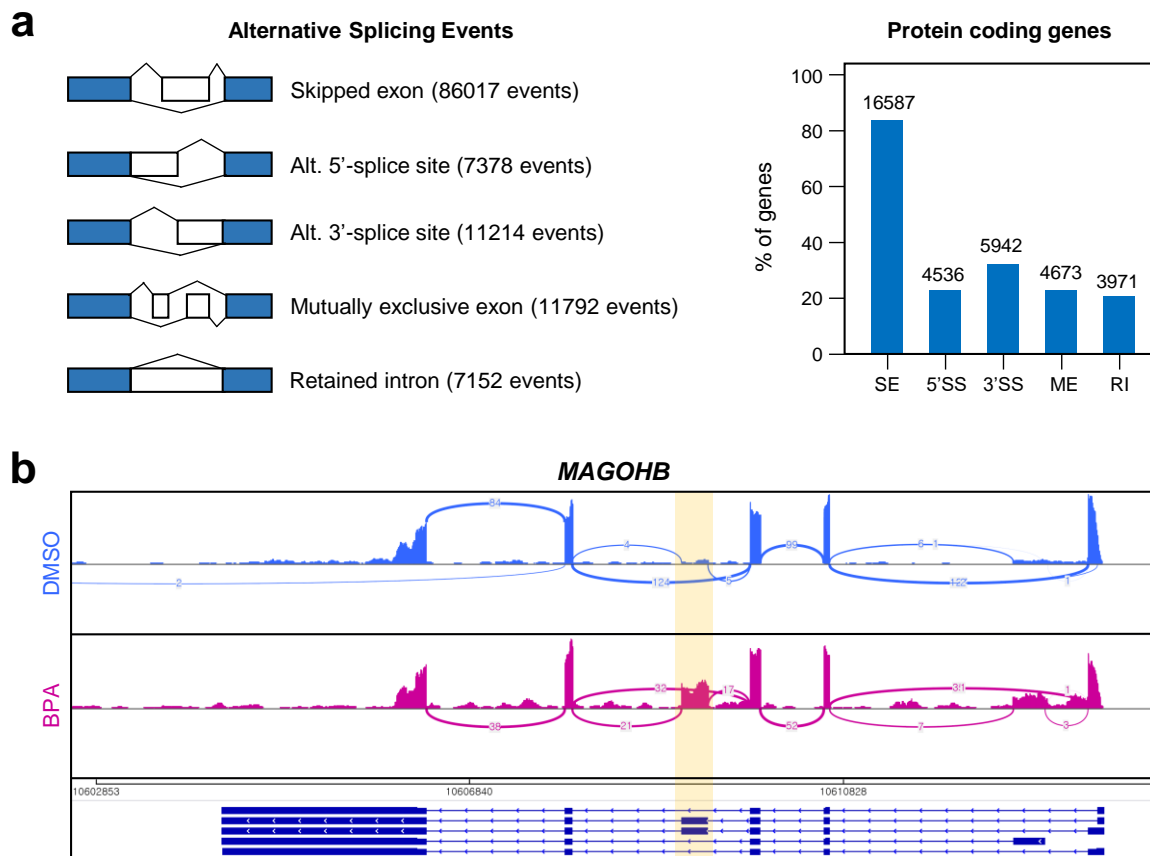 a
Alternative Splicing Events
Skipped exon (86017 events)
Alt. 5'-splice site (7378 events)
Alt. 3'-splice site (11214 events)
Mutually exclusive exon (11792 events)
Retained intron (7152 events)
Protein coding genes
% of genes
100
80
60
40
20
0
16587
4536
5942
4673
3971
SE 5'SS 3'SS ME RI
b
MAGOHB
DMSO
84
4
99
6 1
2
124
5
122
1
BPA
33
17
31
1
38
21
52
7
3
10602853 10606840 10610828